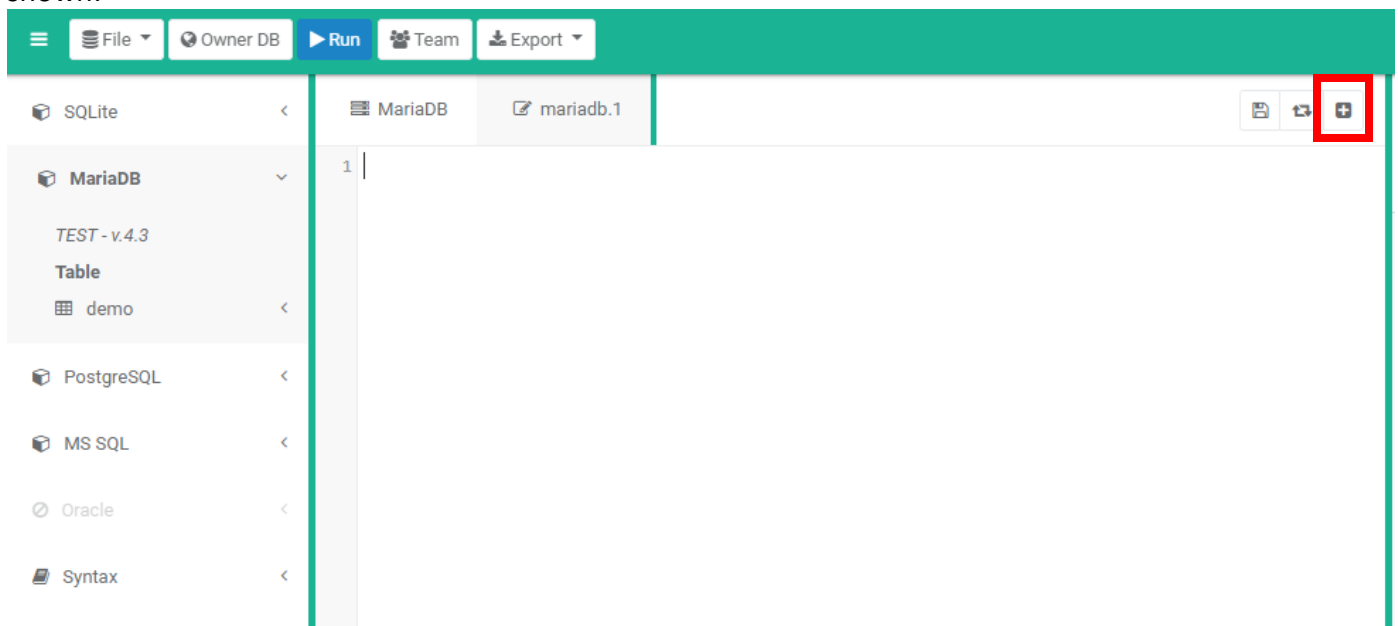 File Owner DB Run Team Export
SQLite
MariaDB
TEST - v.4.3
Table
demo
PostgreSQL
MS SQL
Oracle
Syntax
MariaDB mariadb.1
1